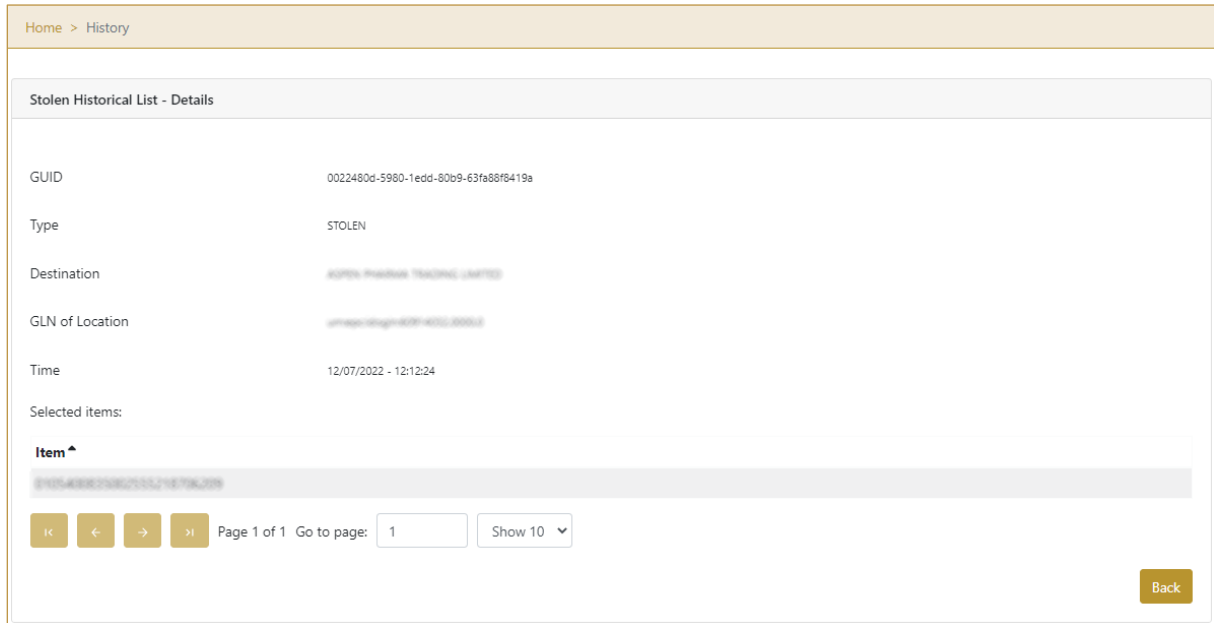 Home > History
Stolen Historical List - Details
GUID 0022480d-5980-1edd-80b9-63fa88f8419a
Type STOLEN
Destination
GLN of Location
Time 12/07/2022 - 12:12:24
Selected items:
Item
Page 1 of 1 Go to page: 1 Show 10
Back